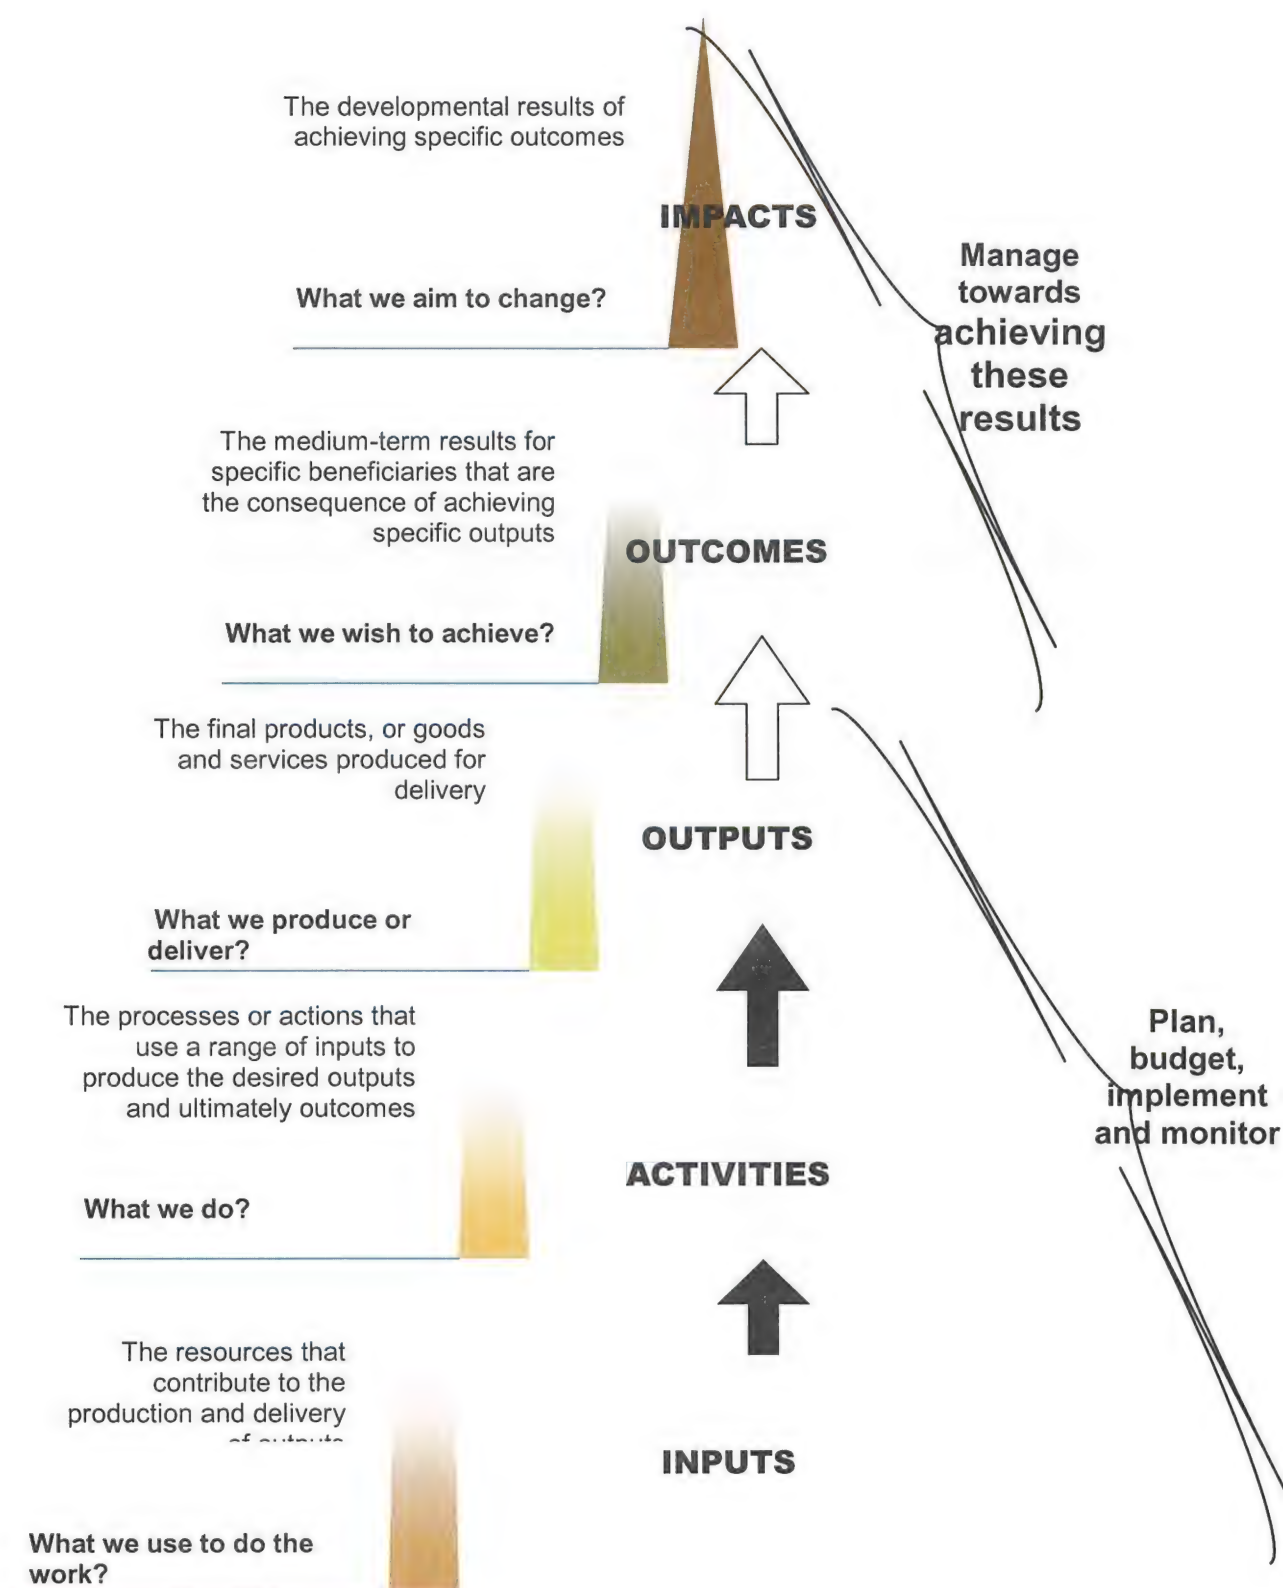 The developmental results of
achieving specific outcomes
IMPACTS
What we aim to change?
Manage
towards
achieving
these
results
The medium-term results for
specific beneficiaries that are
the consequence of achieving
specific outputs
OUTCOMES
What we wish to achieve?
The final products, or goods
and services produced for
delivery
OUTPUTS
What we produce or
deliver?
The processes or actions that
use a range of inputs to
produce the desired outputs
and ultimately outcomes
Plan,
budget,
implement
and monitor
ACTIVITIES
What we do?
The resources that
contribute to the
production and delivery
of outputs
INPUTS
What we use to do the
work?